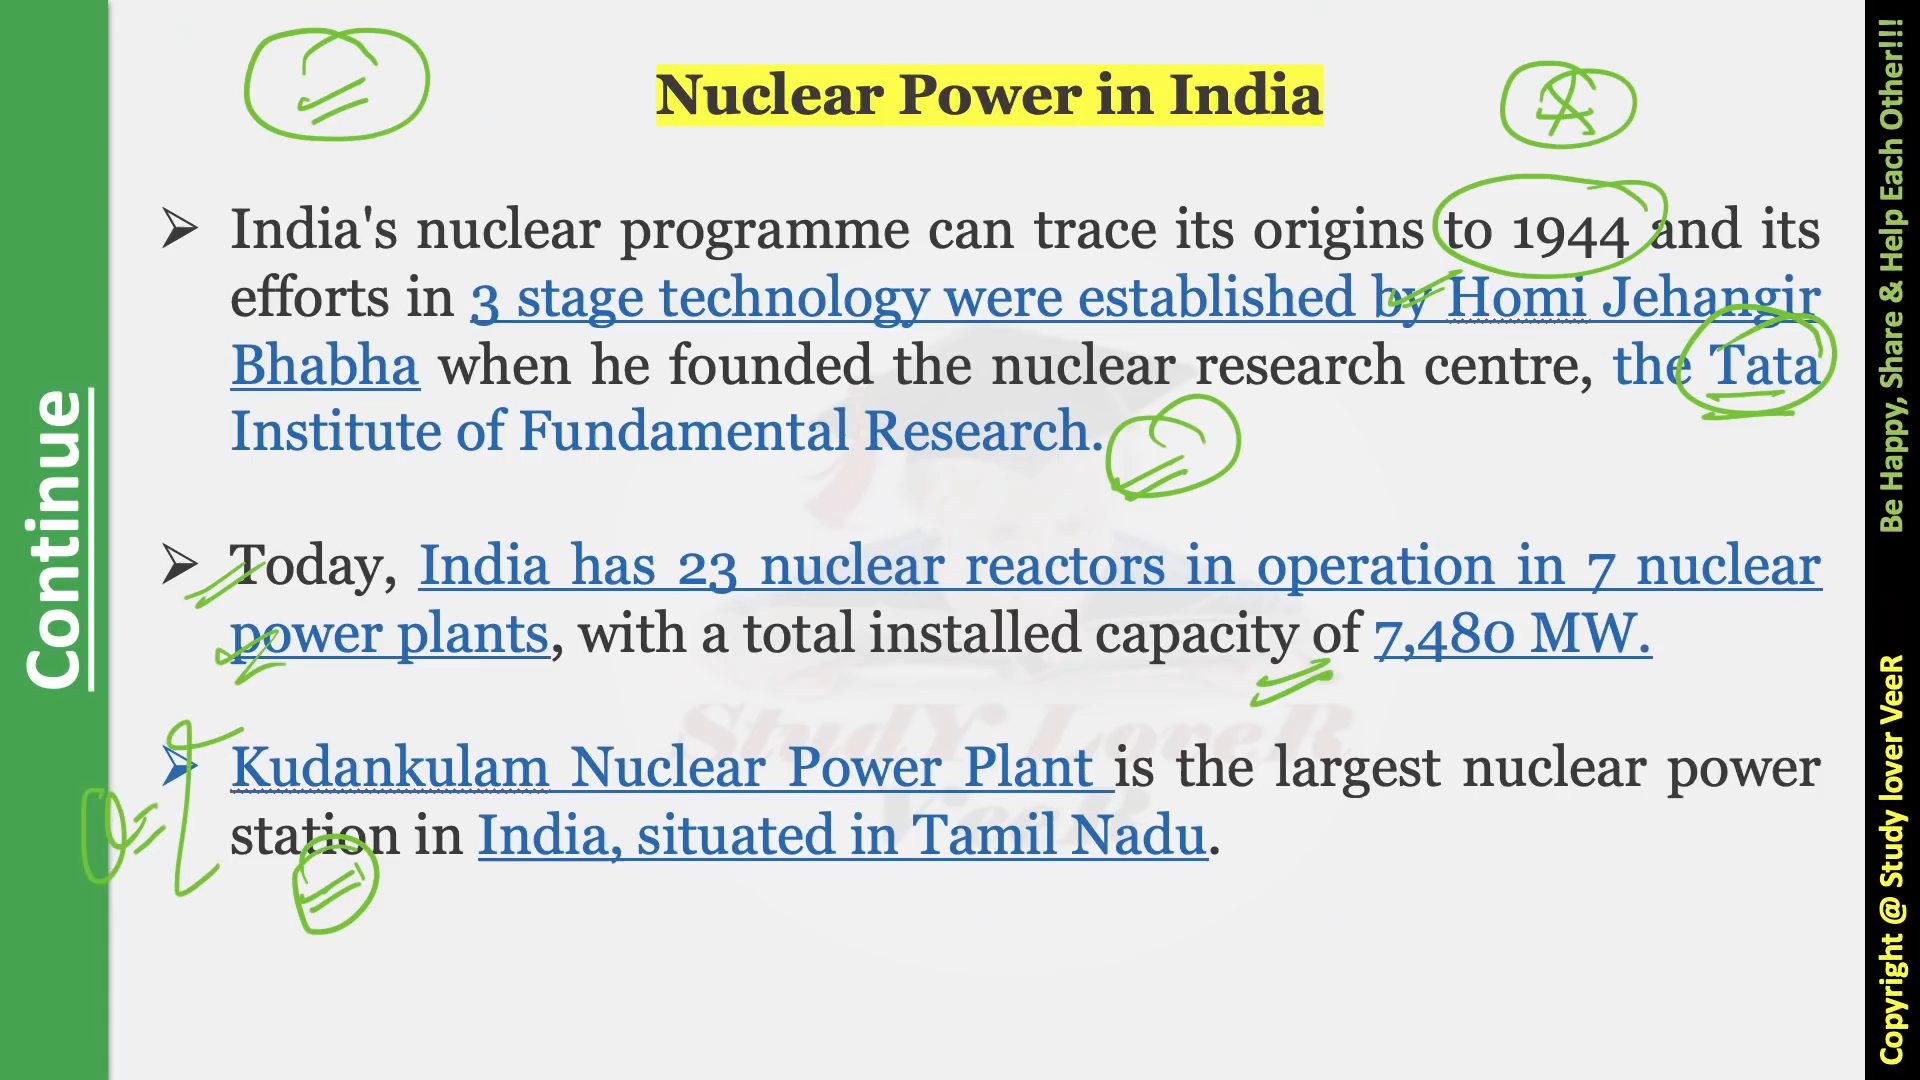 Nuclear Power in India
India's nuclear programme can trace its origins to 1944 and its
efforts in 3 stage technology were established by Homi Jehangir
Bhabha when he founded the nuclear research centre, the Tata
Institute of Fundamental Research.
Today, India has 23 nuclear reactors in operation in 7 nuclear
power plants, with a total installed capacity of 7,480 MW.
Kudankulam Nuclear Power Plant is the largest nuclear power
station in India, situated in Tamil Nadu.
Continue
StudY LoveR
VeeR
Be Happy, Share & Help Each Other!!!
Copyright @ Study lover VeeR